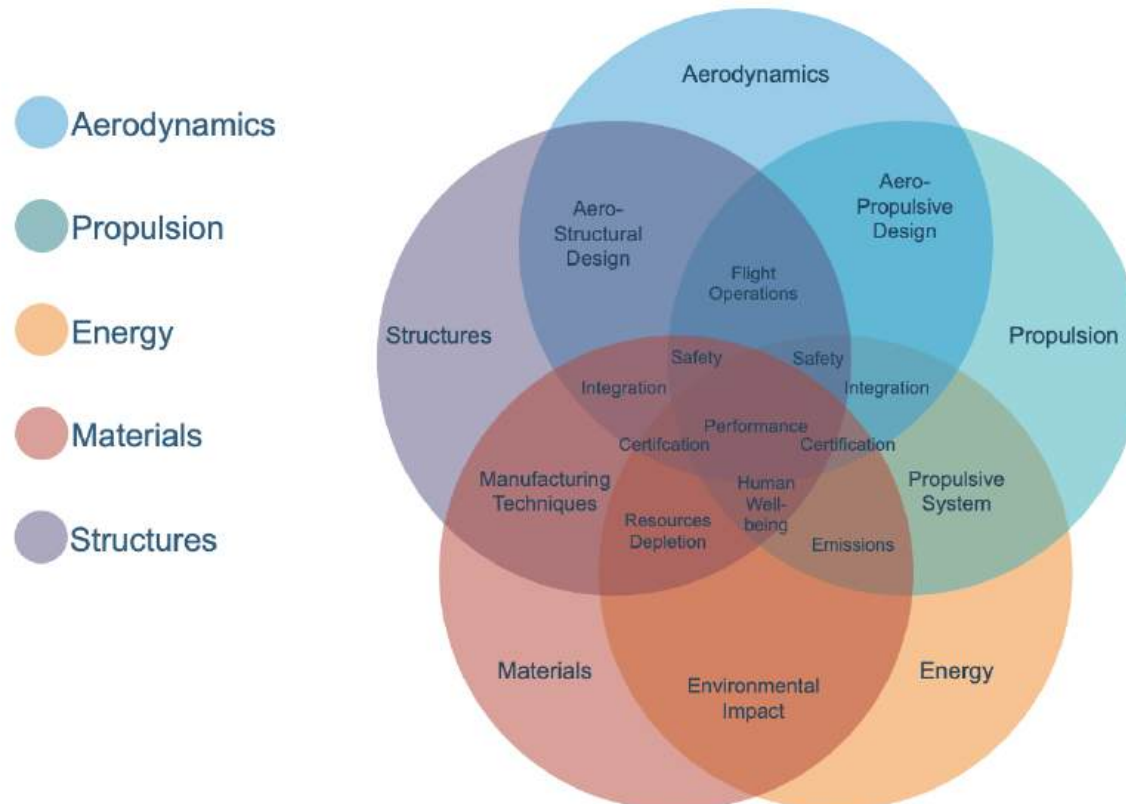 Aerodynamics
Propulsion
Energy
Materials
Structures
Aerodynamics
Aero-
Structural
Design
Aero-
Propulsive
Design
Flight
Operations
Structures
Propulsion
Safety
Safety
Integration
Integration
Performance
Certifcation
Certification
Manufacturing
Techniques
Human
Well-
being
Propulsive
System
Resources
Depletion
Emissions
Materials
Energy
Environmental
Impact